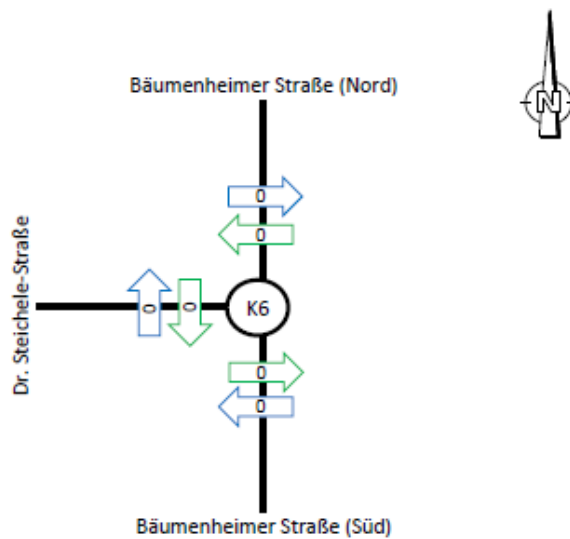 N
Bäumenheimer Straße (Nord)
0
0
Dr. Steichele-Straße
0
0
K6
0
0
Bäumenheimer Straße (Süd)